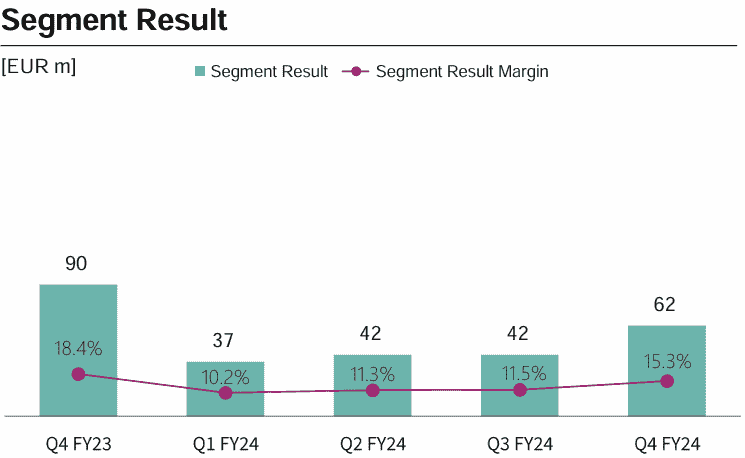 Segment Result
[EUR m]
Segment Result Segment Result Margin
90
37
42
42
62
18.4%
10.2%
11.3%
11.5%
15.3%
Q4 FY23 Q1 FY24 Q2 FY24 Q3 FY24 Q4 FY24